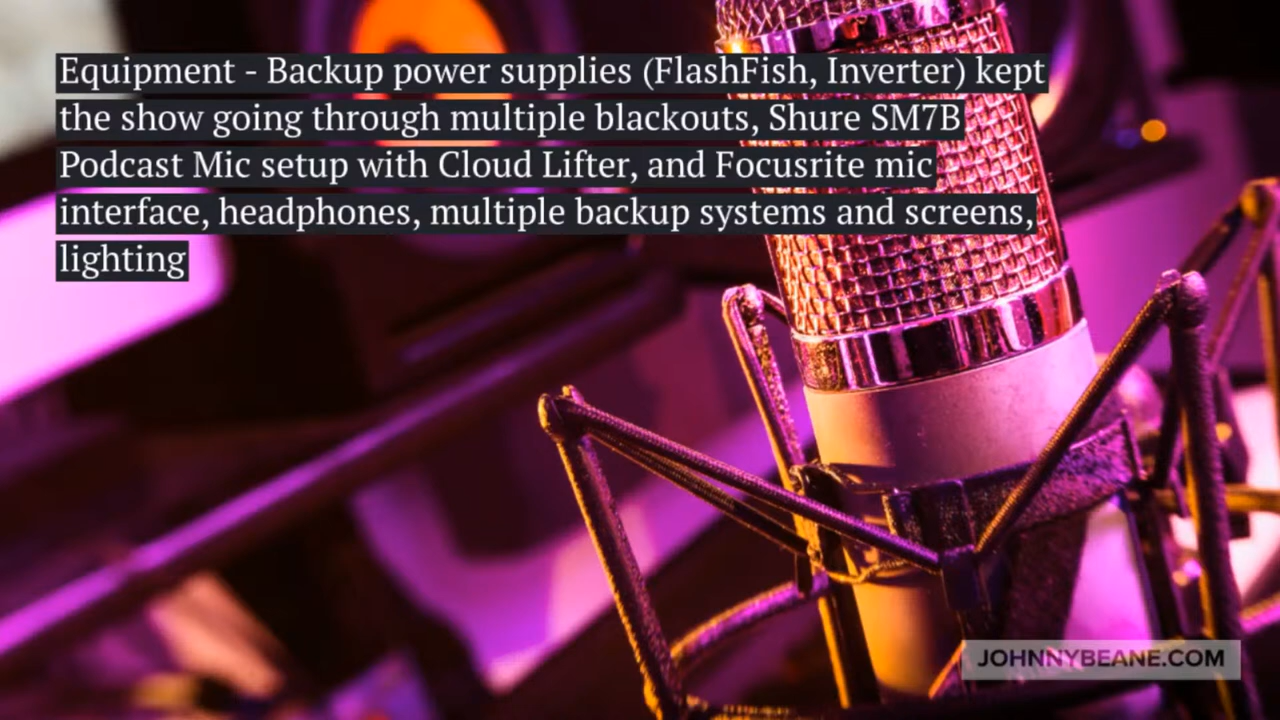 Equipment - Backup power supplies (FlashFish, Inverter) kept
the show going through multiple blackouts, Shure SM7B
Podcast Mic setup with Cloud Lifter, and Focusrite mic
interface, headphones, multiple backup systems and screens,
lighting
JOHNNYBEANE.COM